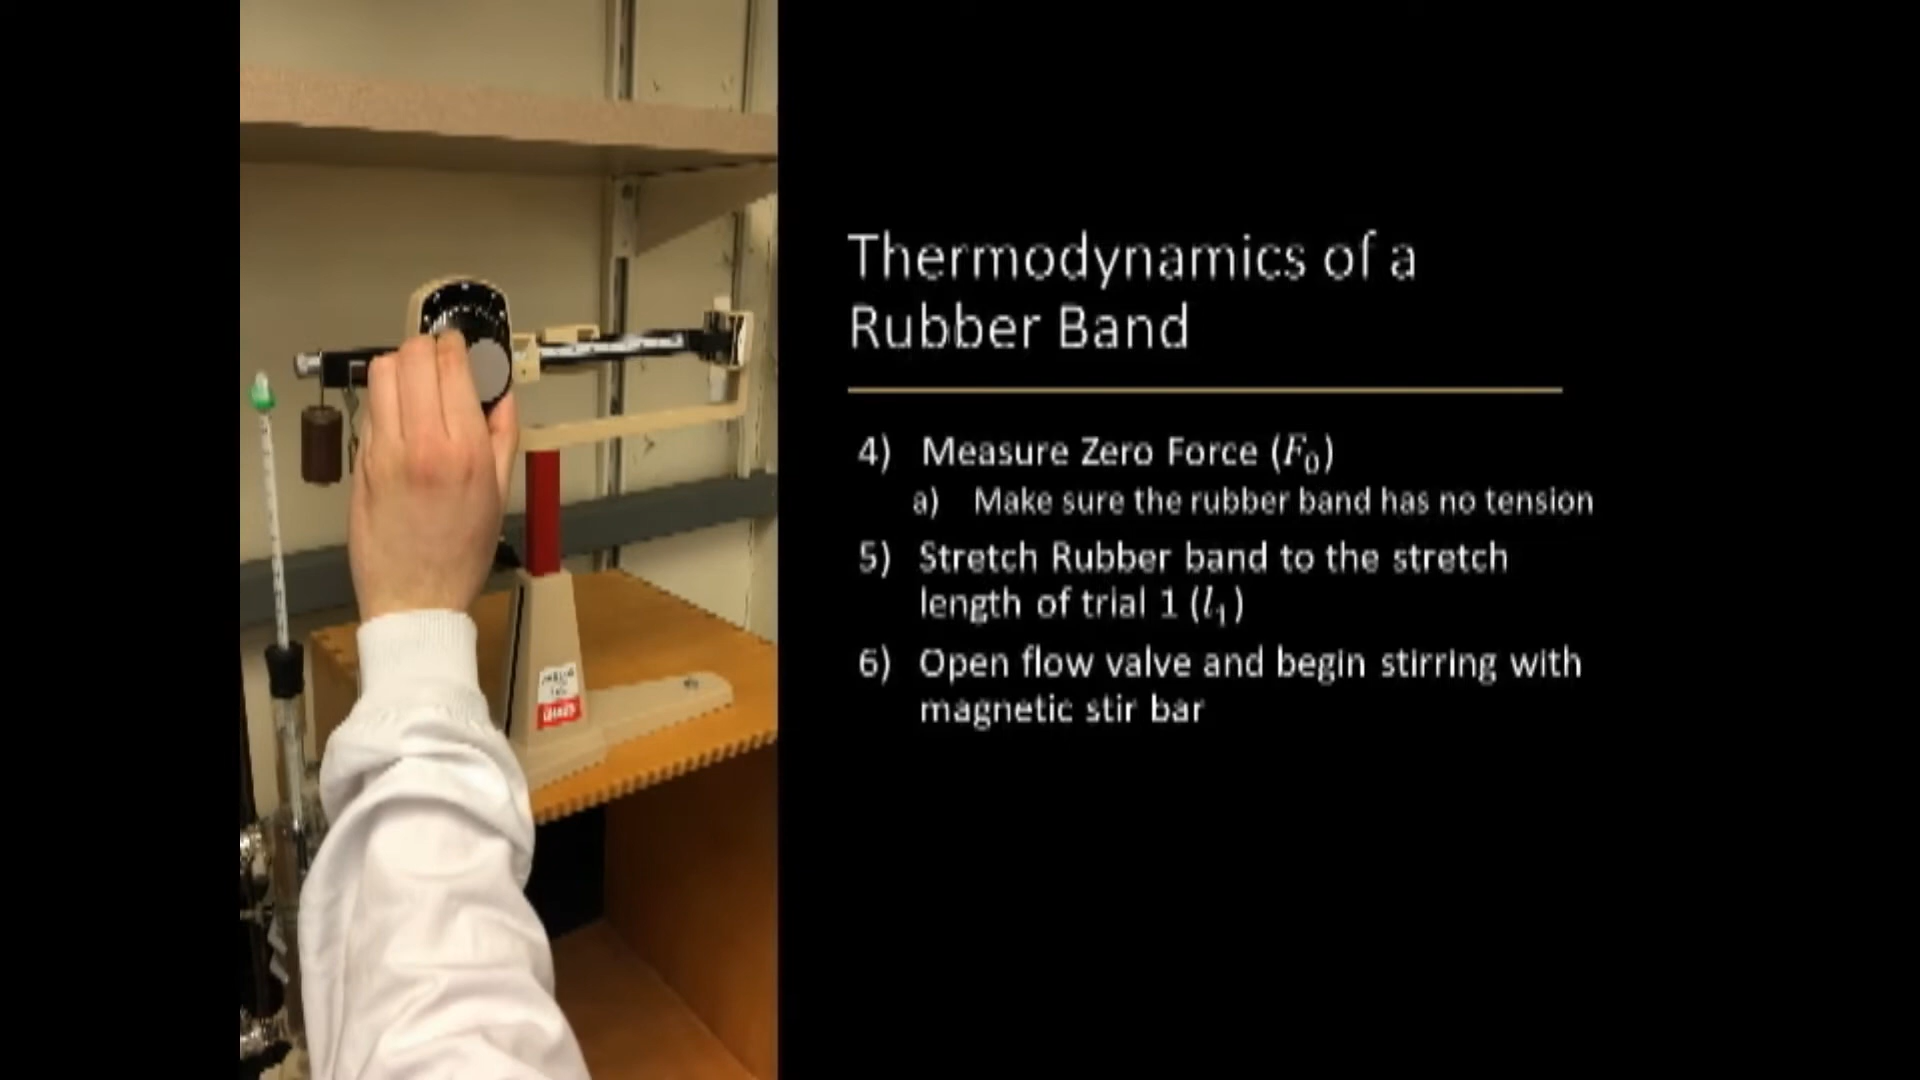 Thermodynamics of a
Rubber Band
4) Measure Zero Force (F₀)
a) Make sure the rubber band has no tension
5) Stretch Rubber band to the stretch
length of trial 1 (l₁)
6) Open flow valve and begin stirring with
magnetic stir bar